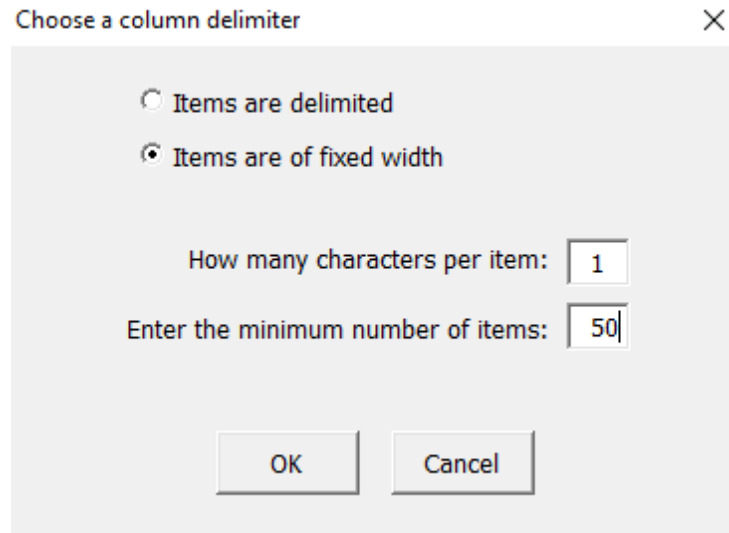 Choose a column delimiter
Items are delimited
Items are of fixed width
How many characters per item: 1
Enter the minimum number of items: 50
OK Cancel